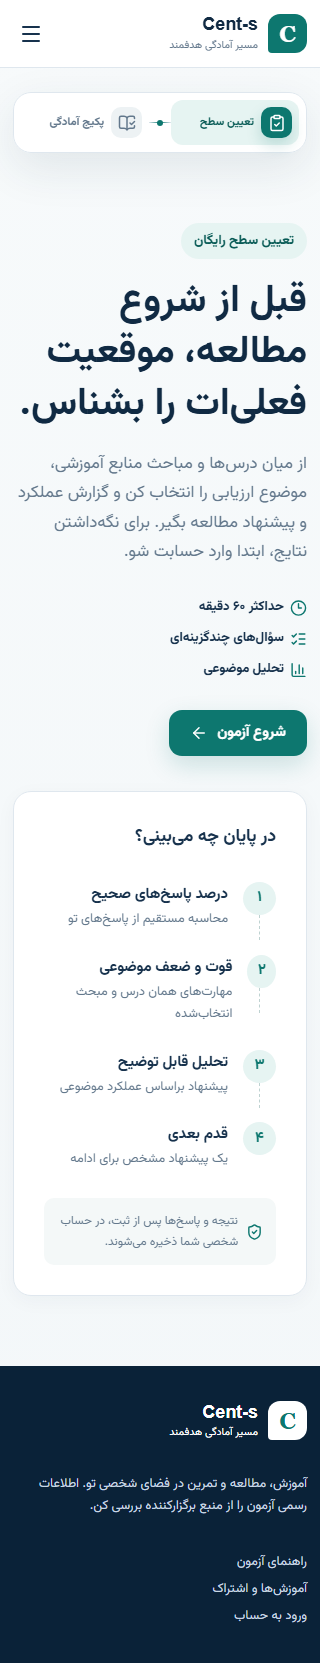 Cent-s
C
مسیر آمادگی هدفمند
تعیین سطح
پکیج آمادگی
تعیین سطح رایگان
قبل از شروع
مطالعه، موقعیت
فعلی‌ات را بشناس.
از میان درس‌ها و مباحث منابع آموزشی،
موضوع ارزیابی را انتخاب کن و گزارش عملکرد
و پیشنهاد مطالعه بگیر. برای نگه‌داشتن
نتایج، ابتدا وارد حسابت شو.
حداکثر ۶۰ دقیقه
سؤال‌های چندگزینه‌ای
تحلیل موضوعی
شروع آزمون
در پایان چه می‌بینی؟
۱
درصد پاسخ‌های صحیح
محاسبه مستقیم از پاسخ‌های تو
۲
قوت و ضعف موضوعی
مهارت‌های همان درس و مبحث
انتخاب‌شده
۳
تحلیل قابل توضیح
پیشنهاد براساس عملکرد موضوعی
۴
قدم بعدی
یک پیشنهاد مشخص برای ادامه
نتیجه و پاسخ‌ها پس از ثبت، در حساب
شخصی شما ذخیره می‌شوند.
Cent-s
C
مسیر آمادگی هدفمند
آموزش، مطالعه و تمرین در فضای شخصی تو. اطلاعات
رسمی آزمون را از منبع برگزارکننده بررسی کن.
راهنمای آزمون
آموزش‌ها و اشتراک
ورود به حساب